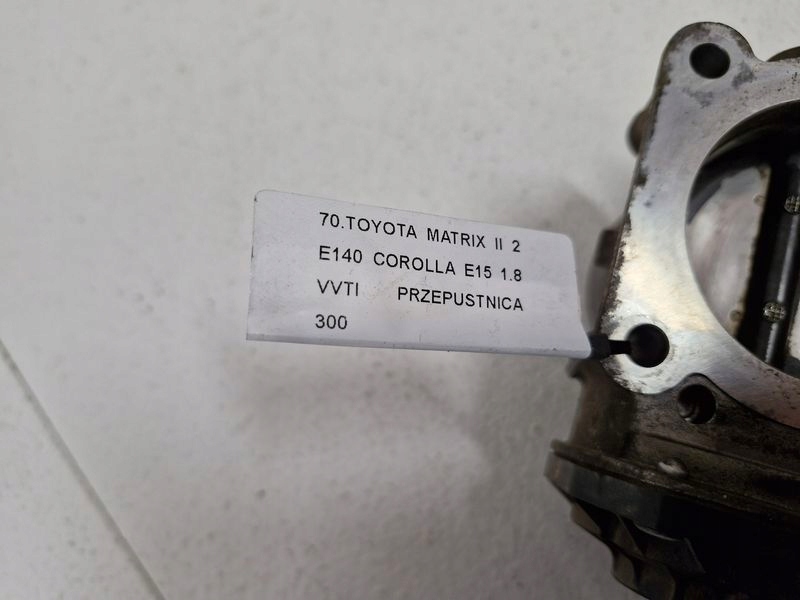 70.TOYOTA MATRIX II 2
E140 COROLLA E15 1.8
VVTI PRZEPUSTNICA
300